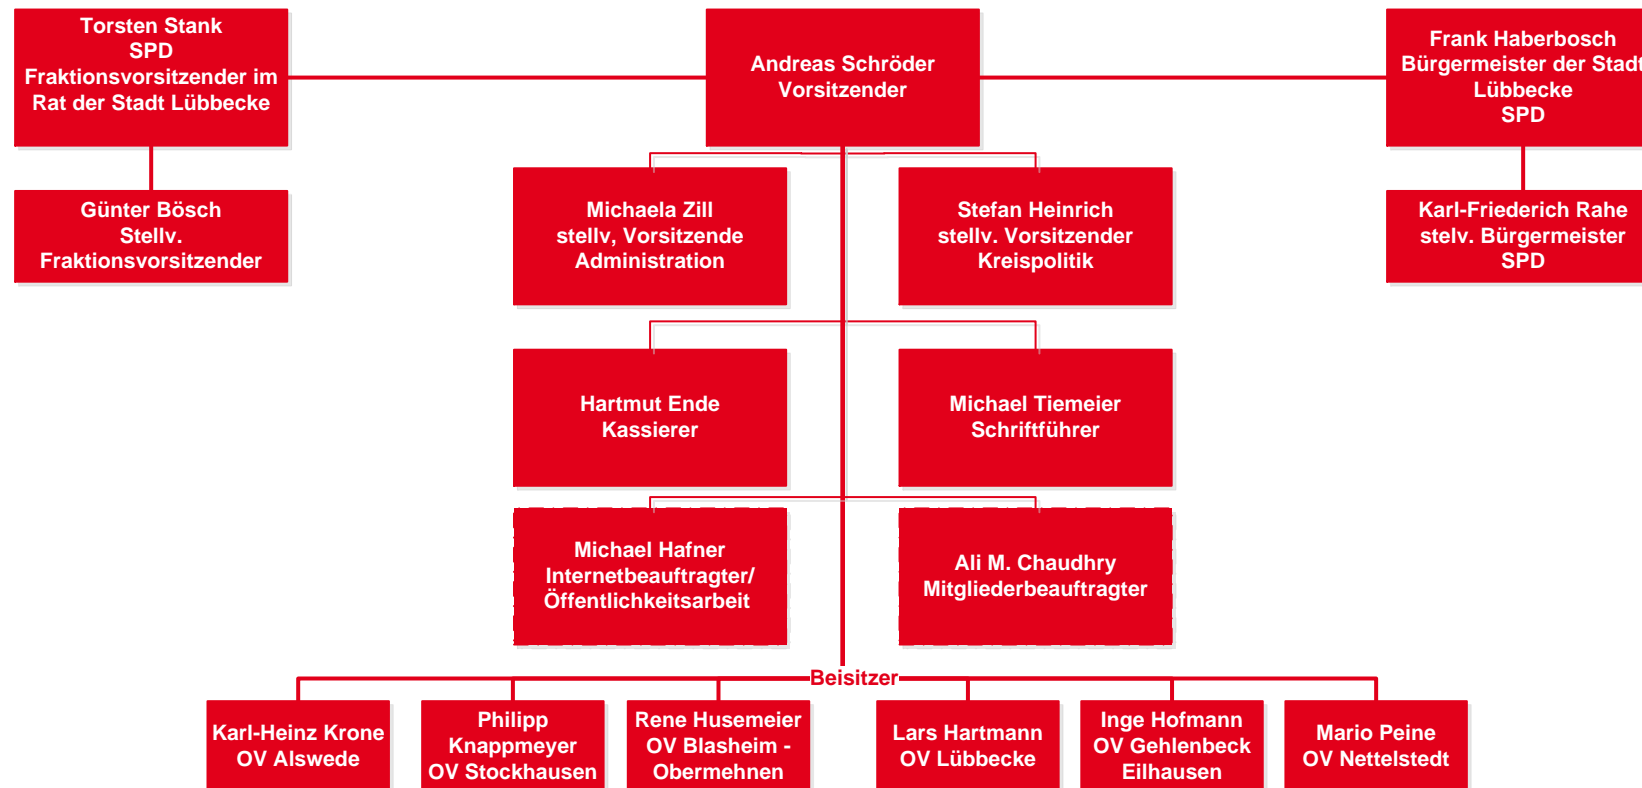 Torsten Stank
SPD
Fraktionsvorsitzender im
Rat der Stadt Lübbecke
Andreas Schröder
Vorsitzender
Frank Haberbosch
Bürgermeister der Stadt
Lübbecke
SPD
Günter Bösch
Stellv.
Fraktionsvorsitzender
Michaela Zill
stellv, Vorsitzende
Administration
Stefan Heinrich
stellv. Vorsitzender
Kreispolitik
Karl-Friederich Rahe
stelv. Bürgermeister
SPD
Hartmut Ende
Kassierer
Michael Tiemeier
Schriftführer
Michael Hafner
Internetbeauftragter/
Öffentlichkeitsarbeit
Ali M. Chaudhry
Mitgliederbeauftragter
Beisitzer
Karl-Heinz Krone
OV Alswede
Philipp
Knappmeyer
OV Stockhausen
Rene Husemeier
OV Blasheim -
Obermehnen
Lars Hartmann
OV Lübbecke
Inge Hofmann
OV Gehlenbeck
Eilhausen
Mario Peine
OV Nettelstedt